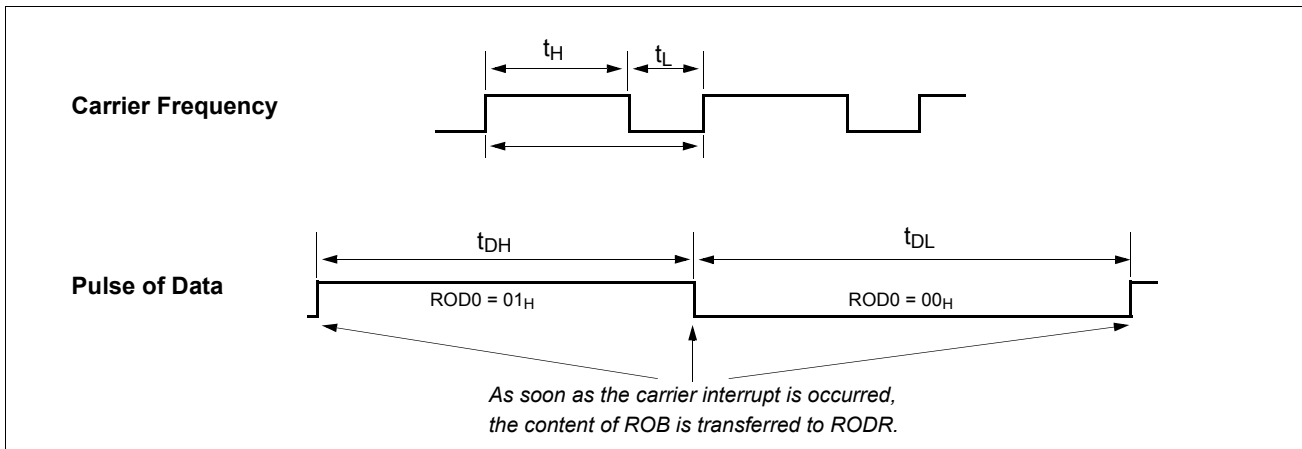 tH
tL
Carrier Frequency
tDH
tDL
Pulse of Data
ROD0 = 01H
ROD0 = 00H
As soon as the carrier interrupt is occurred,
the content of ROB is transferred to RODR.